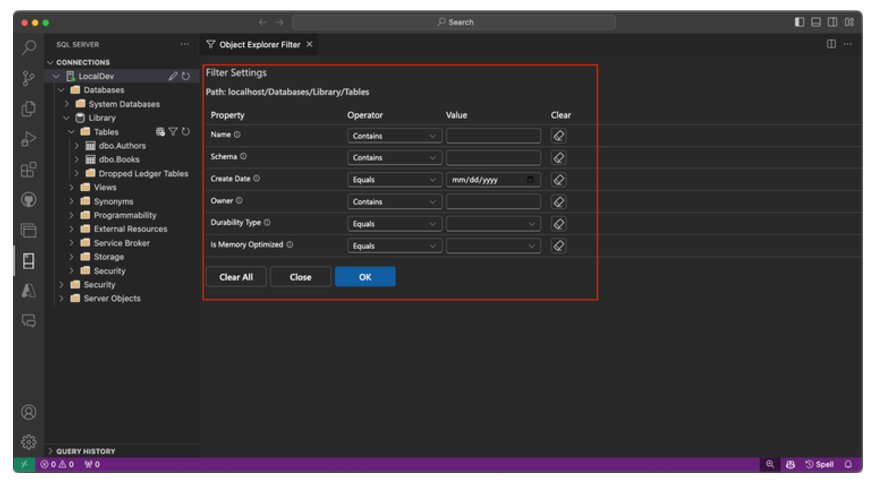 Search
SQL SERVER ...
Object Explorer Filter
CONNECTIONS
LocalDev
Databases
System Databases
Library
Tables
dbo.Authors
dbo.Books
Dropped Ledger Tables
Views
Synonyms
Programmability
External Resources
Service Broker
Storage
Security
Security
Server Objects
Filter Settings
Path: localhost/Databases/Library/Tables
Property Operator Value Clear
Name Contains
Schema Contains
Create Date Equals mm/dd/yyyy
Owner Contains
Durability Type Equals
Is Memory Optimized Equals
Clear All Close OK
QUERY HISTORY
0 0 0 Spell